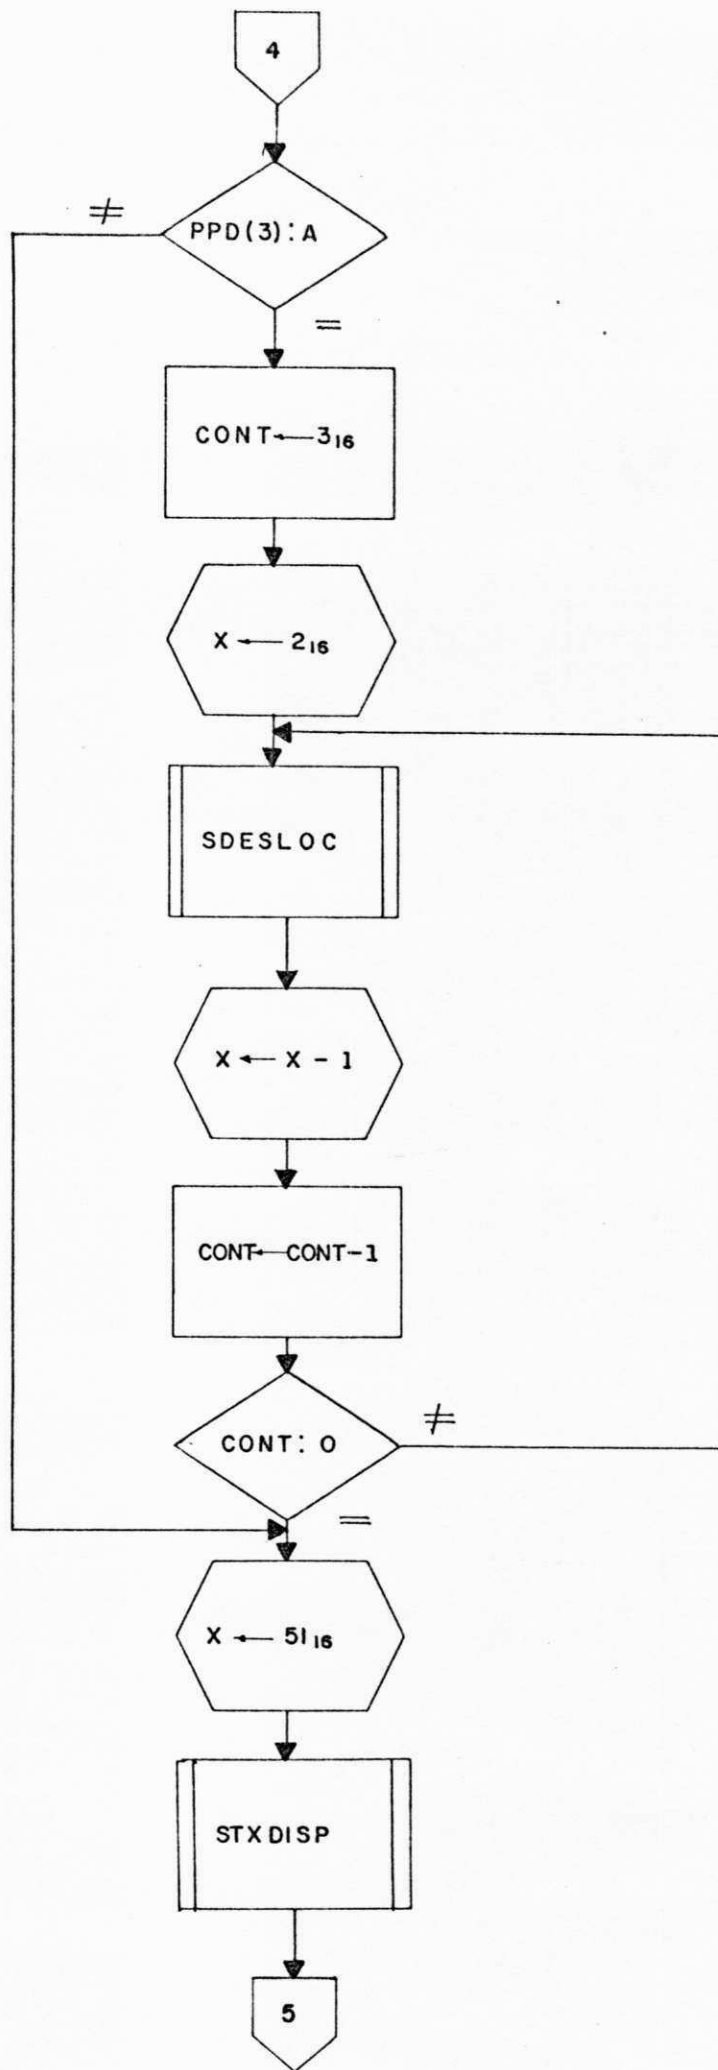 4
≠
PPD(3):A
=
CONT←3₁₆
X ← 2₁₆
SDESLOC
X ← X - 1
CONT←CONT-1
≠
CONT: 0
=
X ← 51₁₆
STXDISP
5